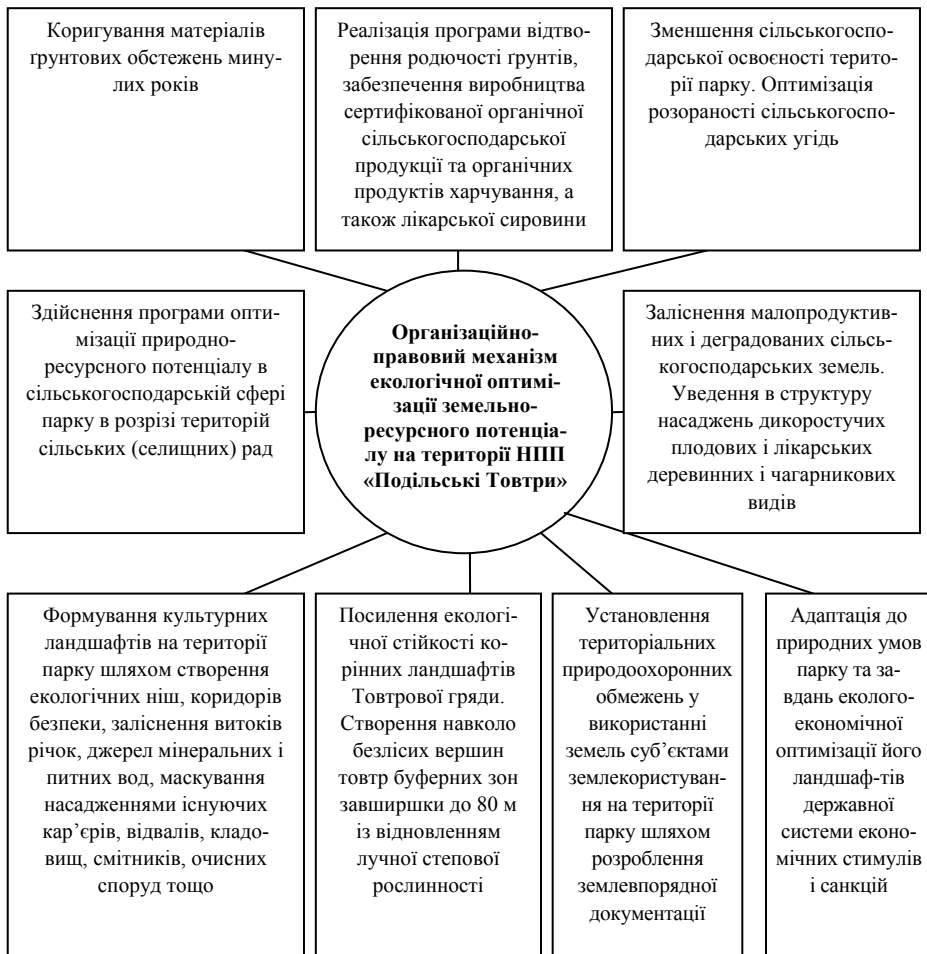 Коригування матеріалів
ґрунтових обстежень мину-
лих років
Реалізація програми відтво-
рення родючості ґрунтів,
забезпечення виробництва
сертифікованої органічної
сільськогосподарської
продукції та органічних
продуктів харчування, а
також лікарської сировини
Зменшення сільськогоспо-
дарської освоєності терито-
рії парку. Оптимізація
розораності сільськогоспо-
дарських угідь
Здійснення програми опти-
мізації природно-
ресурсного потенціалу в
сільськогосподарській сфері
парку в розрізі територій
сільських (селищних) рад
Організаційно-
правовий механізм
екологічної оптимі-
зації земельно-
ресурсного потенціа-
лу на території НПП
«Подільські Товтри»
Заліснення малопродуктив-
них і деградованих сільсь-
когосподарських земель.
Уведення в структуру
насаджень дикоростучих
плодових і лікарських
деревинних і чагарникових
видів
Формування культурних
ландшафтів на території
парку шляхом створення
екологічних ніш, коридорів
безпеки, заліснення витоків
річок, джерел мінеральних і
питних вод, маскування
насадженнями існуючих
кар’єрів, відвалів, кладо-
вищ, смітників, очисних
споруд тощо
Посилення екологі-
чної стійкості ко-
рінних ландшафтів
Товтрової гряди.
Створення навколо
безлісих вершин
товтр буферних зон
завширшки до 80 м
із відновленням
лучної степової
рослинності
Установлення
територіальних
природоохоронних
обмежень у
використанні
земель суб’єктами
землекористуван-
ня на території
парку шляхом
розроблення
землевпорядної
документації
Адаптація до
природних умов
парку та за-
вдань еколого-
економічної
оптимізації його
ландшаф-тів
державної
системи еконо-
мічних стимулів
і санкцій